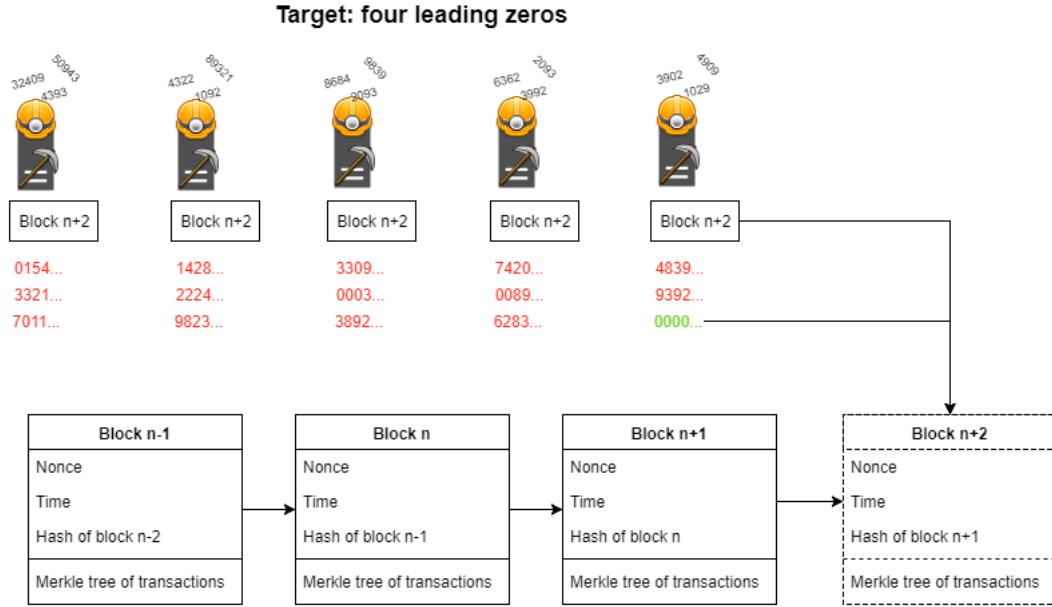 Target: four leading zeros
32409 50943 4393
4322 89321 1092
8684 9839 2093
6362 2093 3992
3902 4909 1029
Block n+2 Block n+2 Block n+2 Block n+2 Block n+2
0154... 1428... 3309... 7420... 4839...
3321... 2224... 0003... 0089... 9392...
7011... 9823... 3892... 6283... 0000...
Block n-1
Nonce
Time
Hash of block n-2
Merkle tree of transactions
Block n
Nonce
Time
Hash of block n-1
Merkle tree of transactions
Block n+1
Nonce
Time
Hash of block n
Merkle tree of transactions
Block n+2
Nonce
Time
Hash of block n+1
Merkle tree of transactions